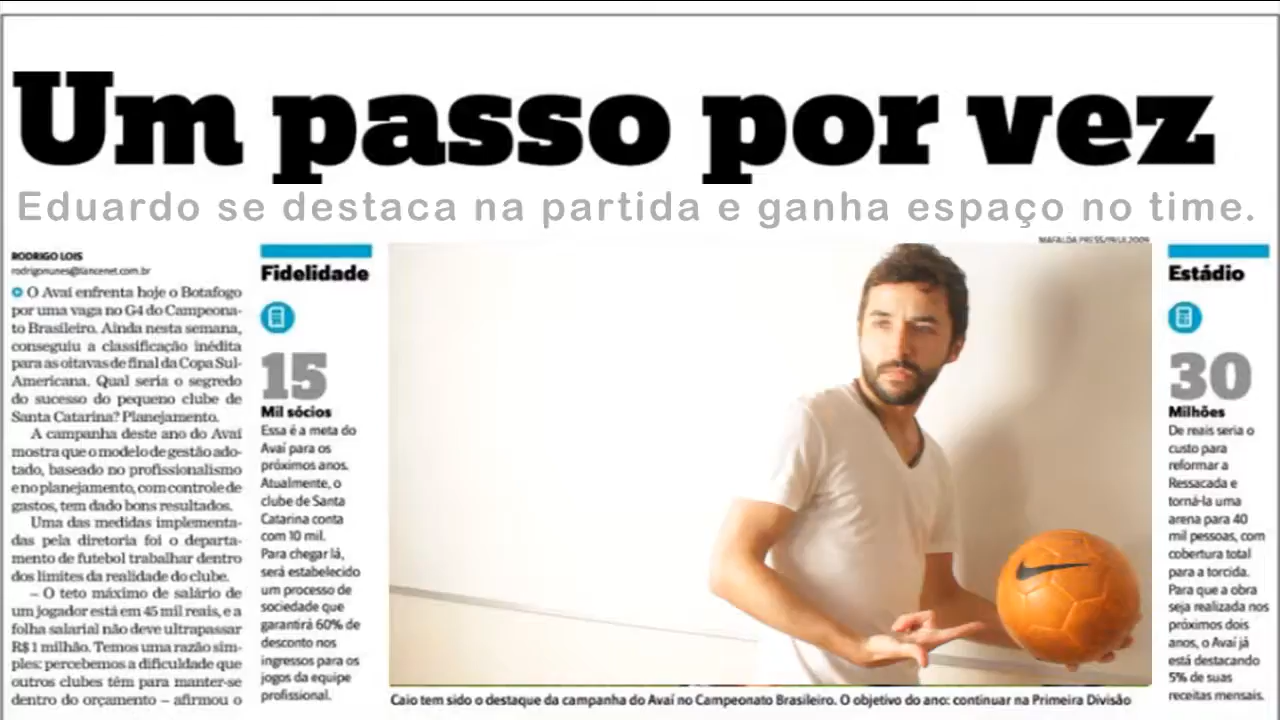 Um passo por vez
Eduardo se destaca na partida e ganha espaço no time.
MAFALDA PRESS/19/11/2009
RODRIGO LOIS
rodrigonunes@lancenet.com.br
O Avaí enfrenta hoje o Botafogo
por uma vaga no G4 do Campeona-
to Brasileiro. Ainda nesta semana,
conseguiu a classificação inédita
para as oitavas de final da Copa Sul-
Americana. Qual seria o segredo
do sucesso do pequeno clube de
Santa Catarina? Planejamento.
A campanha deste ano do Avaí
mostra que o modelo de gestão ado-
tado, baseado no profissionalismo
e no planejamento, com controle de
gastos, tem dado bons resultados.
Uma das medidas implementa-
das pela diretoria foi o departa-
mento de futebol trabalhar dentro
dos limites da realidade do clube.
– O teto máximo de salário de
um jogador está em 45 mil reais, e a
folha salarial não deve ultrapassar
R$ 1 milhão. Temos uma razão sim-
ples: percebemos a dificuldade que
outros clubes têm para manter-se
dentro do orçamento – afirmou o
Fidelidade
15
Mil sócios
Essa é a meta do
Avaí para os
próximos anos.
Atualmente, o
clube de Santa
Catarina conta
com 10 mil.
Para chegar lá,
será estabelecido
um processo de
sociedade que
garantirá 60% de
desconto nos
ingressos para os
jogos da equipe
profissional.
Caio tem sido o destaque da campanha do Avaí no Campeonato Brasileiro. O objetivo do ano: continuar na Primeira Divisão
Estádio
30
Milhões
De reais seria o
custo para
reformar a
Ressacada e
torná-la uma
arena para 40
mil pessoas, com
cobertura total
para a torcida.
Para que a obra
seja realizada nos
próximos dois
anos, o Avaí já
está destacando
5% de suas
receitas mensais.